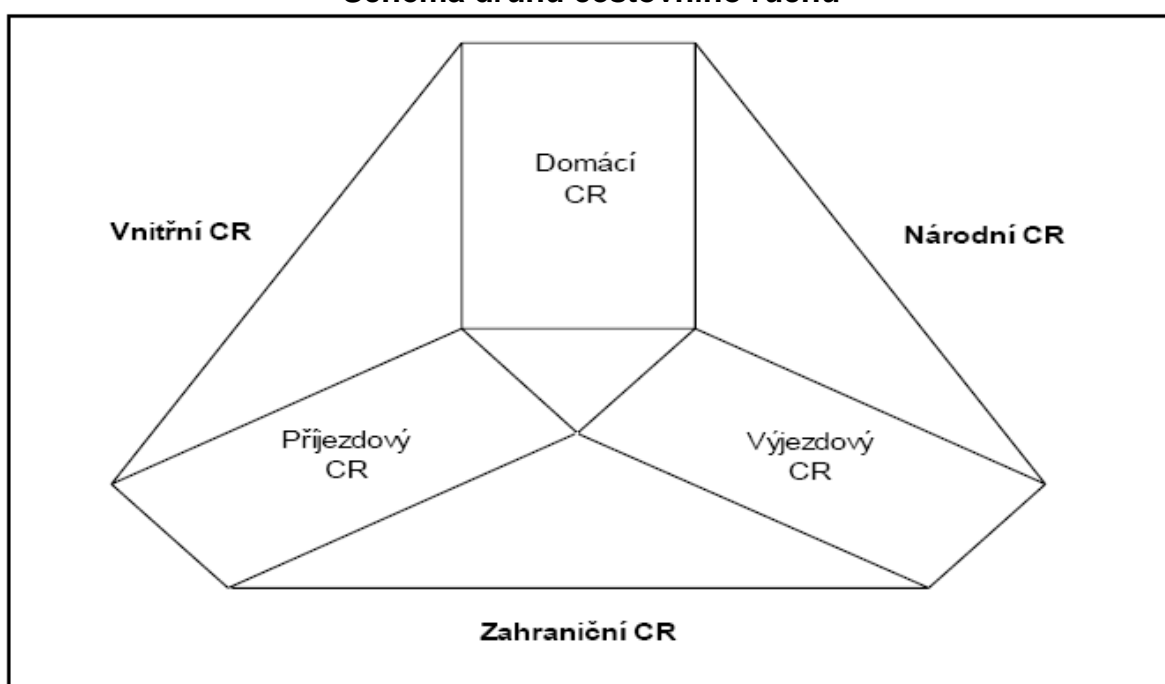 Domácí
CR
Vnitřní CR
Národní CR
Příjezdový
CR
Výjezdový
CR
Zahraniční CR